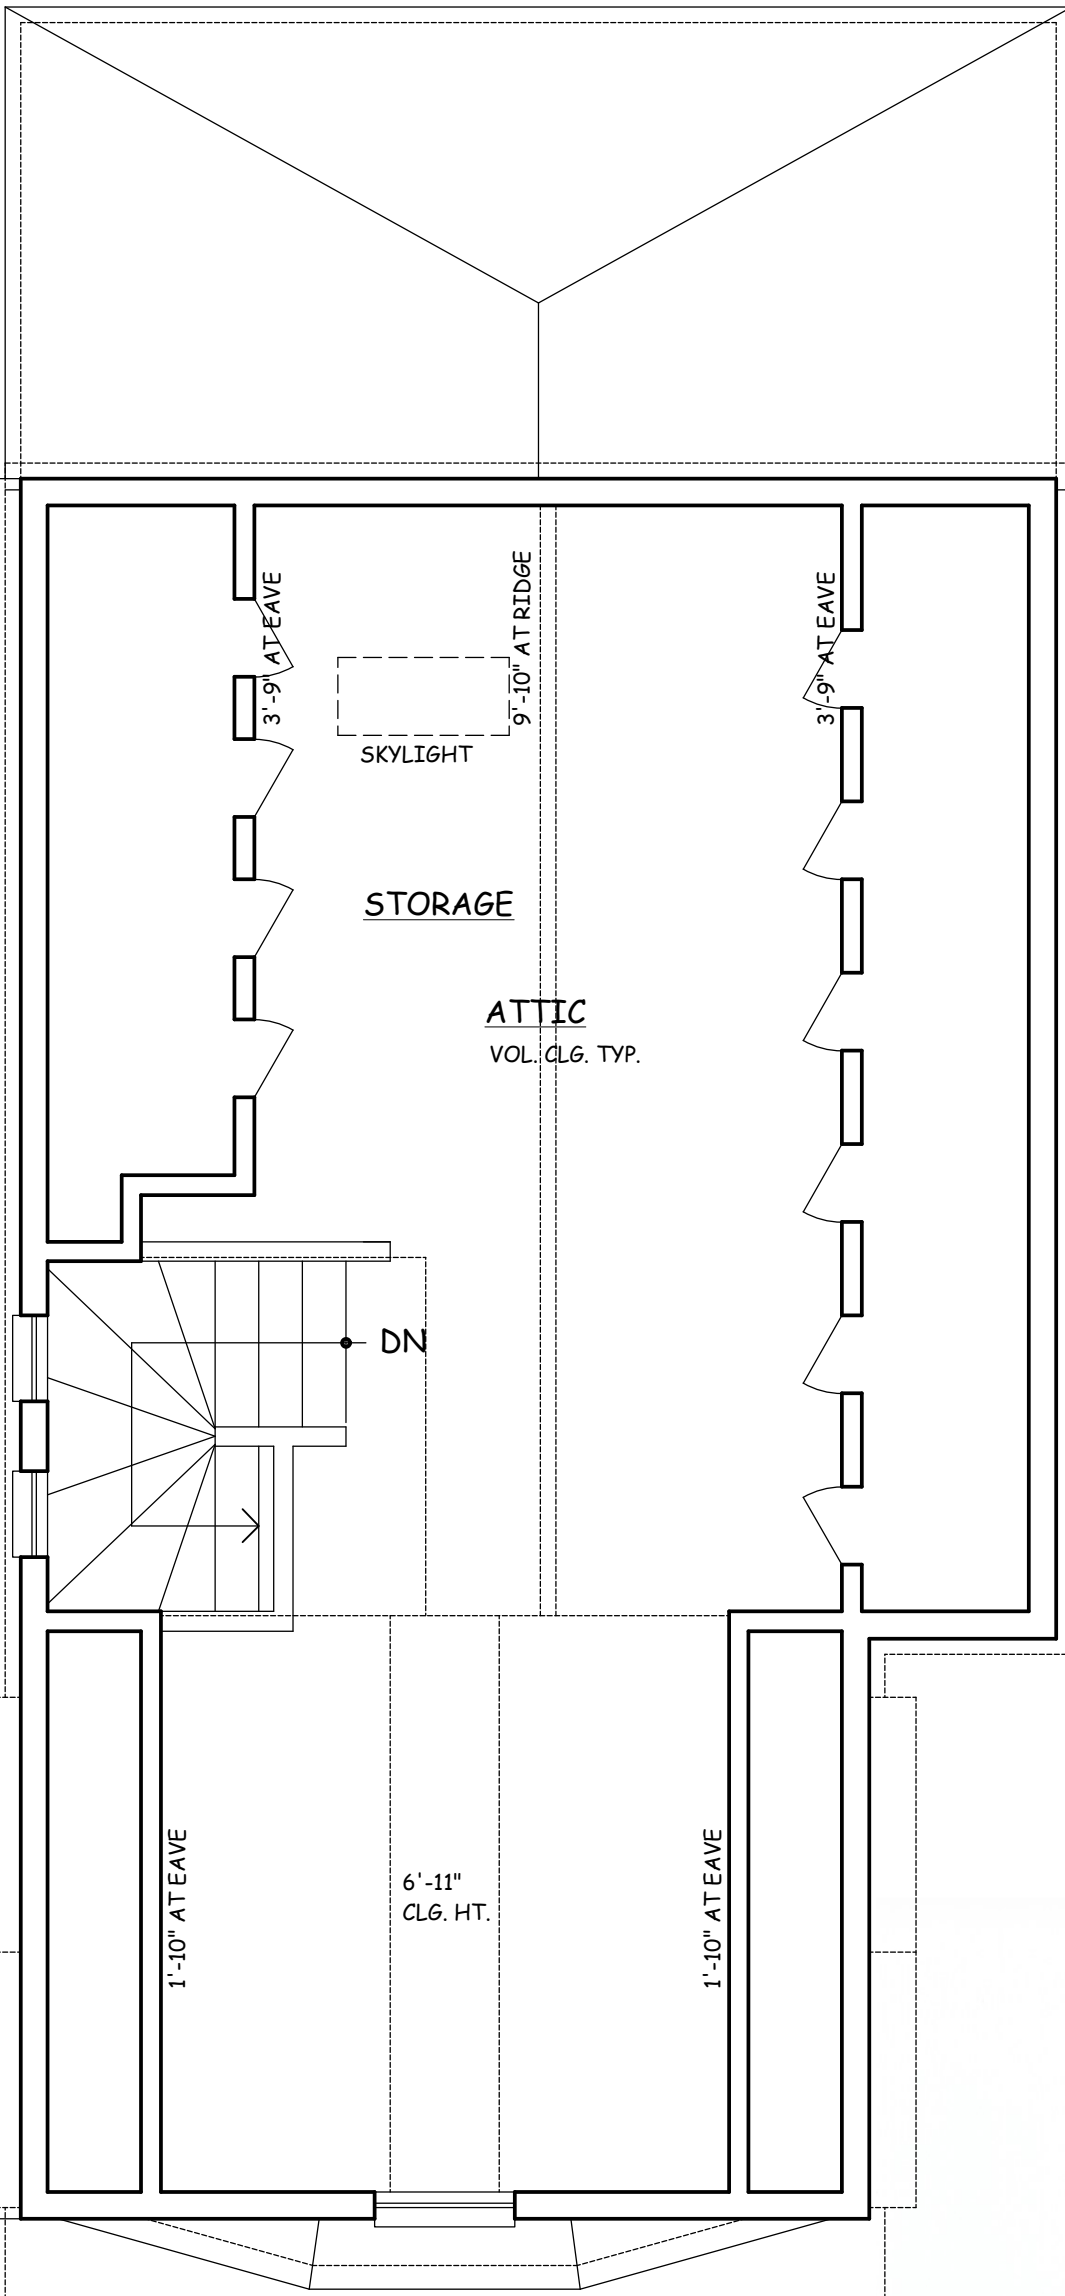 3'-9" AT EAVE
9'-10" AT RIDGE
3'-9" AT EAVE
SKYLIGHT
STORAGE
ATTIC
VOL. CLG. TYP.
DN
1'-10" AT EAVE
6'-11"
CLG. HT.
1'-10" AT EAVE